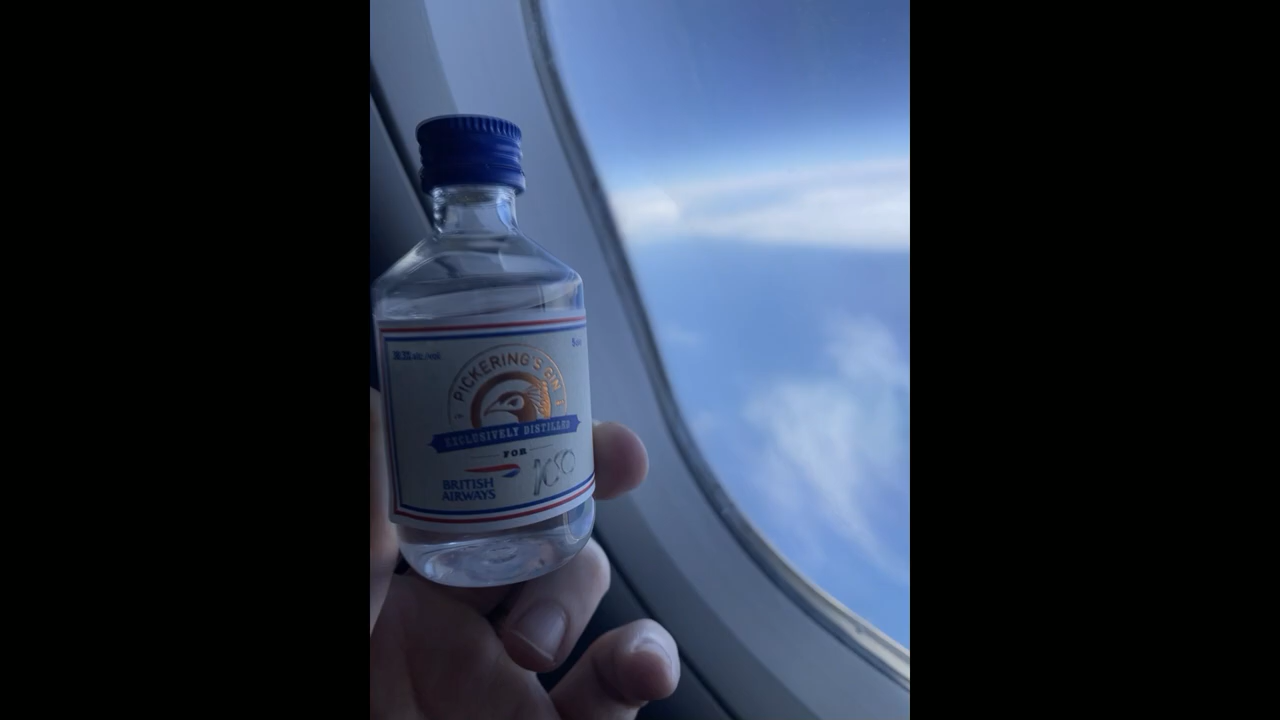 PICKERING'S GIN
EXCLUSIVELY DISTILLED
FOR
BRITISH
AIRWAYS
100